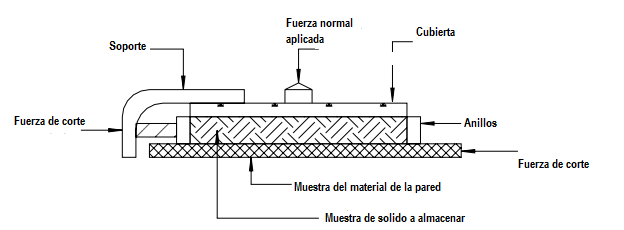 Fuerza normal
aplicada
Cubierta
Soporte
Fuerza de corte
Anillos
Fuerza de corte
Muestra del material de la pared
Muestra de solido a almacenar